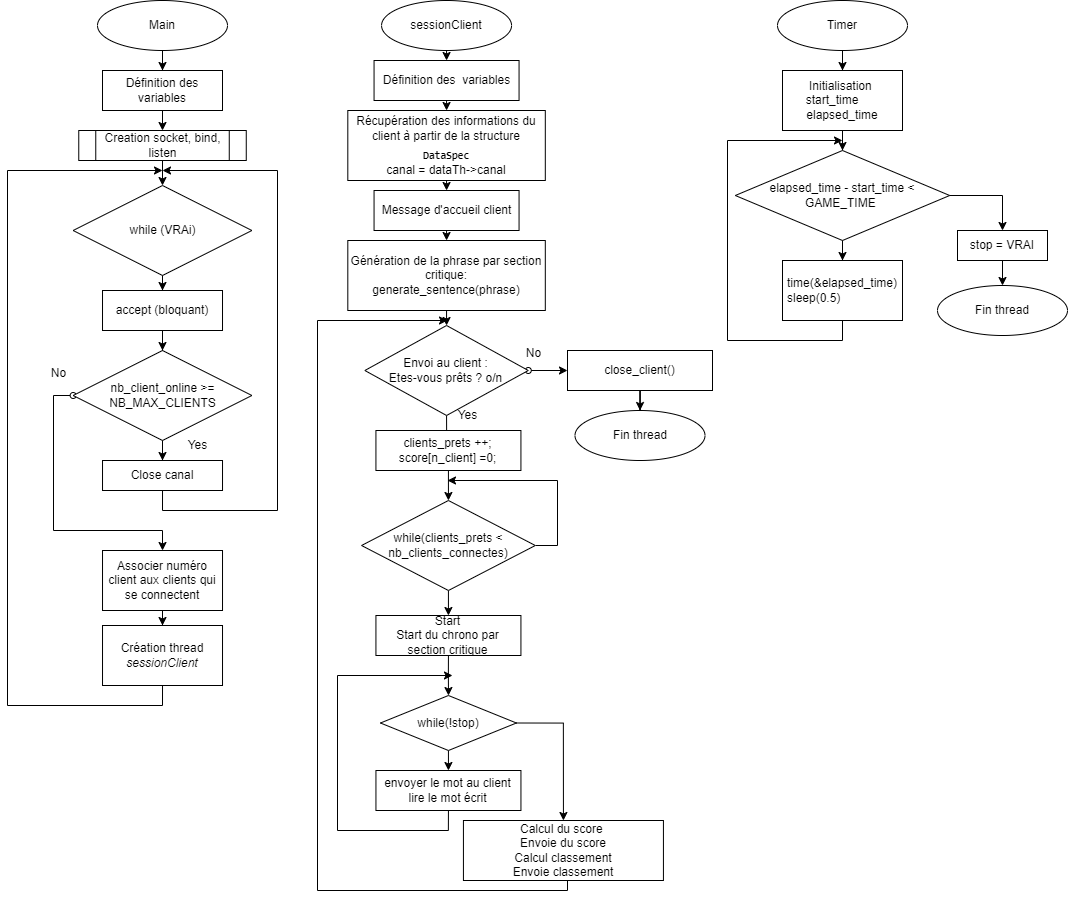 Main
Définition des
variables
Creation socket, bind,
listen
while (VRAi)
accept (bloquant)
No
nb_client_online >=
NB_MAX_CLIENTS
Yes
Close canal
Associer numéro
client aux clients qui
se connectent
Création thread
sessionClient
sessionClient
Définition des variables
Récupération des informations du
client à partir de la structure
DataSpec
canal = dataTh->canal
Message d'accueil client
Génération de la phrase par section
critique:
generate_sentence(phrase)
Envoi au client :
Etes-vous prêts ? o/n
No
close_client()
Fin thread
Yes
clients_prets ++;
score[n_client] =0;
while(clients_prets <
nb_clients_connectes)
Start
Start du chrono par
section critique
while(!stop)
envoyer le mot au client
lire le mot écrit
Calcul du score
Envoie du score
Calcul classement
Envoie classement
Timer
Initialisation
start_time
elapsed_time
elapsed_time - start_time <
GAME_TIME
stop = VRAI
time(&elapsed_time)
sleep(0.5)
Fin thread